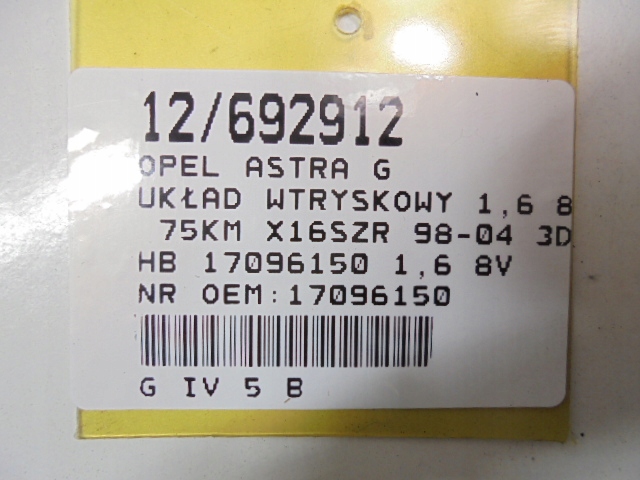 12/692912
OPEL ASTRA G
UKŁAD WTRYSKOWY 1,6 8
75KM X16SZR 98-04 3D
HB 17096150 1,6 8V
NR OEM:17096150
G IV 5 B